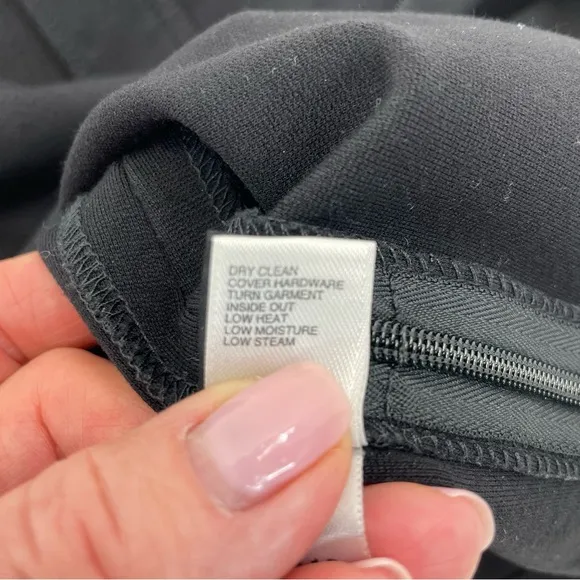 DRY CLEAN
COVER HARDWARE
TURN GARMENT
INSIDE OUT
LOW HEAT
LOW MOISTURE
LOW STEAM